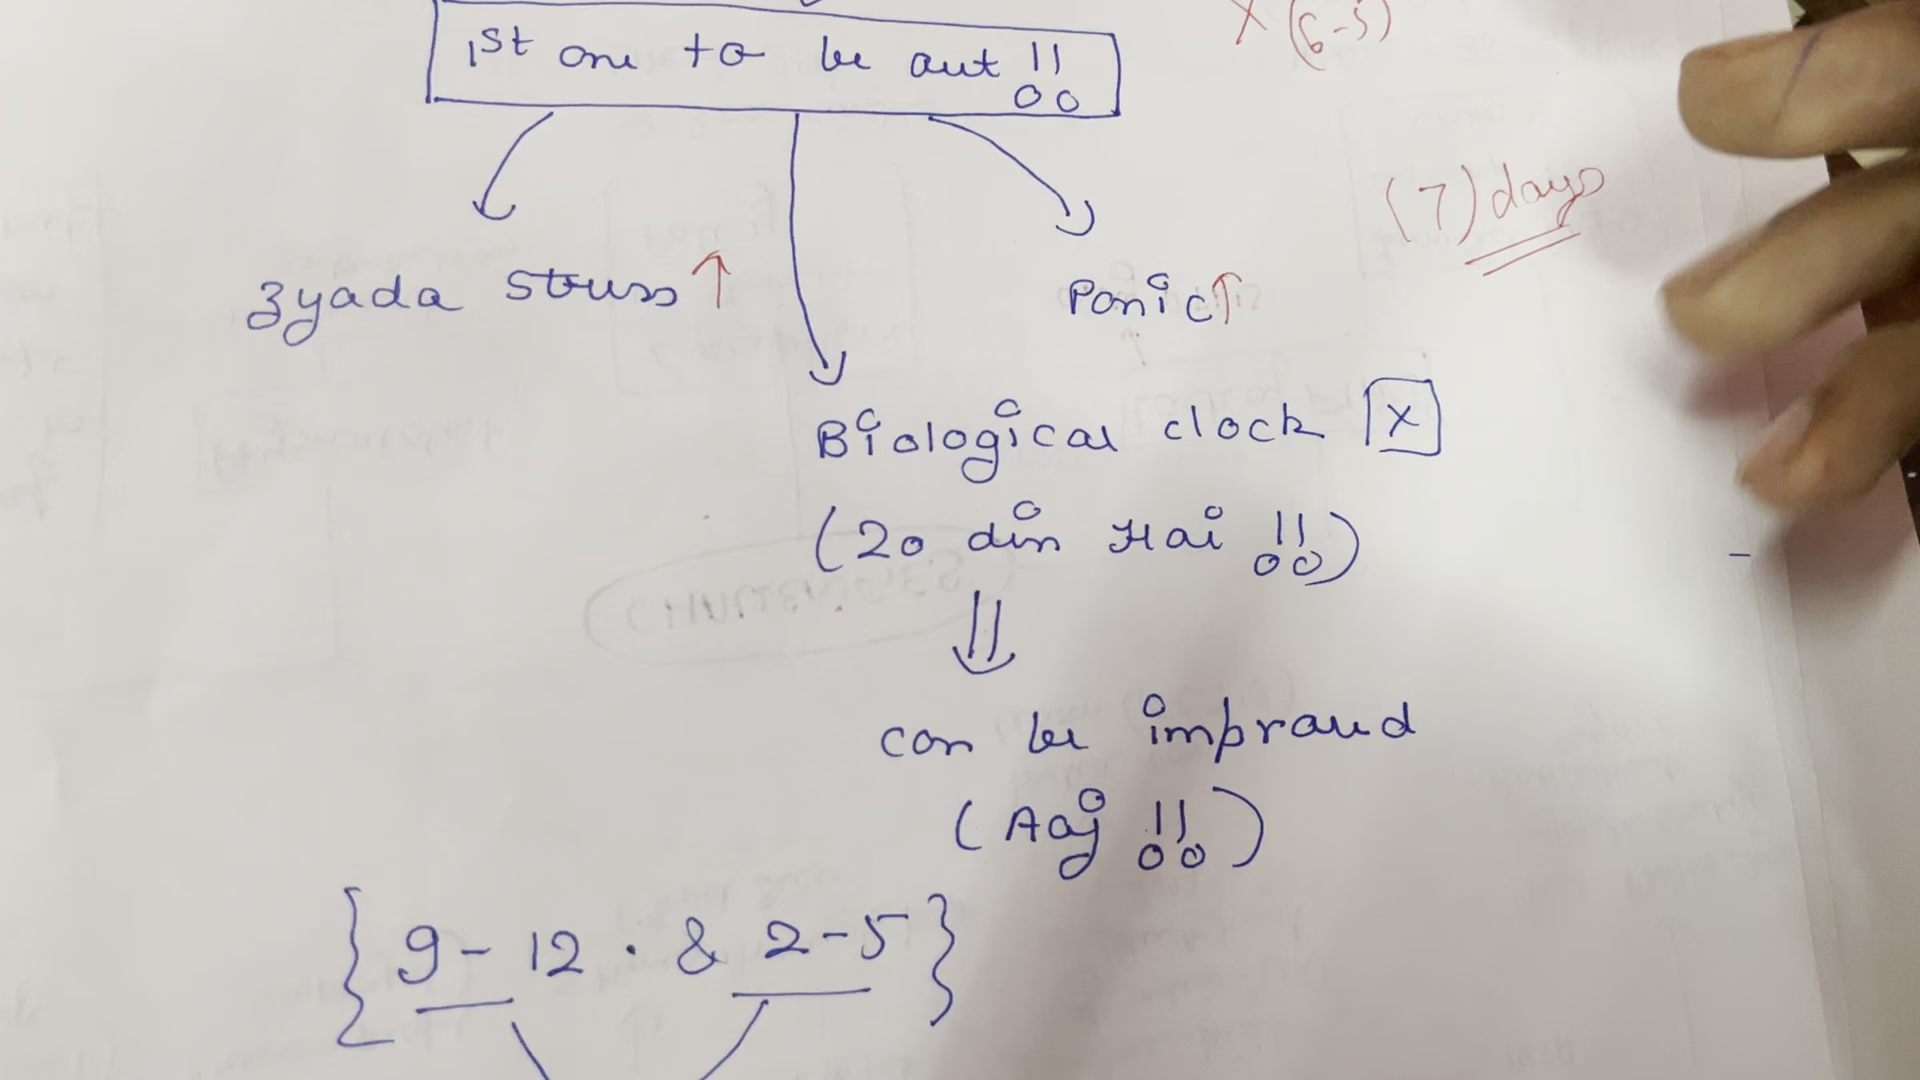 1st one to be out !!
X (6-5)
(7) days
zyada stress ↑
Panic ↑
Biological clock [X]
(20 din Hai !!)
can be improved
(Aaj !!)
{9-12 . & 2-5}